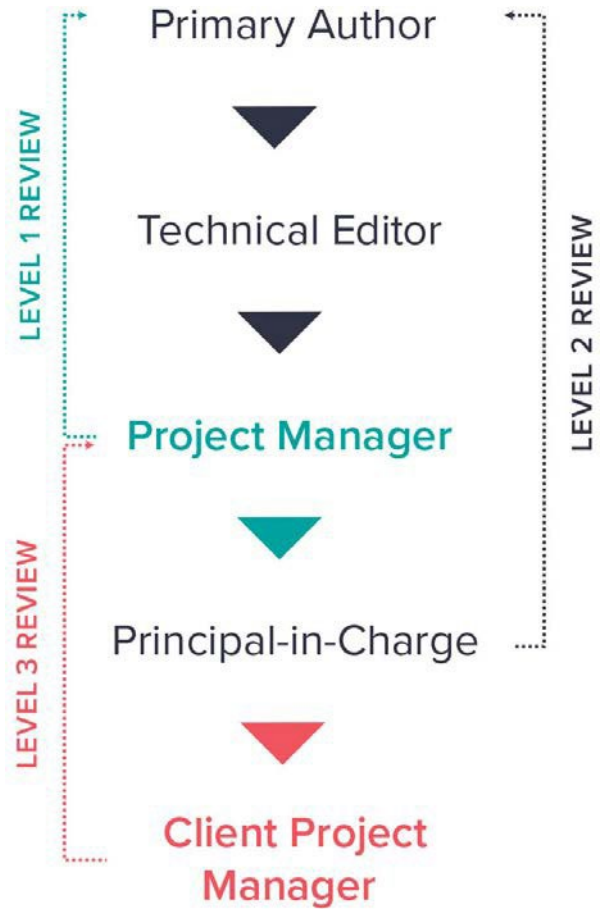 Primary Author
LEVEL 1 REVIEW
Technical Editor
LEVEL 2 REVIEW
Project Manager
LEVEL 3 REVIEW
Principal-in-Charge
Client Project
Manager